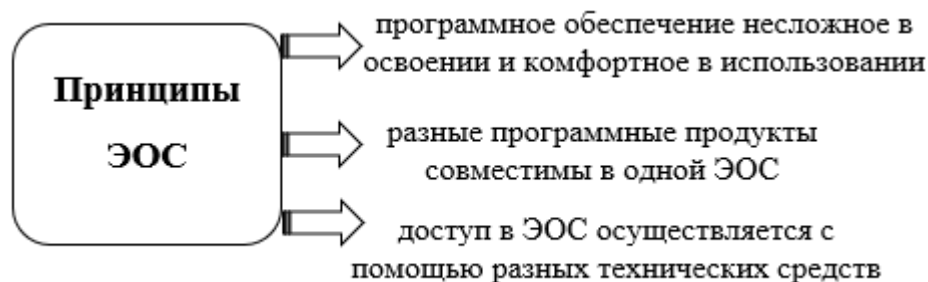 Принципы
ЭОС
программное обеспечение несложное в
освоении и комфортное в использовании
разные программные продукты
совместимы в одной ЭОС
доступ в ЭОС осуществляется с
помощью разных технических средств